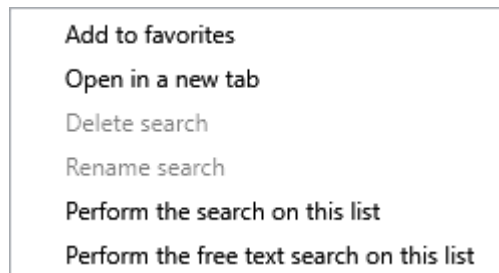 Add to favorites
Open in a new tab
Delete search
Rename search
Perform the search on this list
Perform the free text search on this list